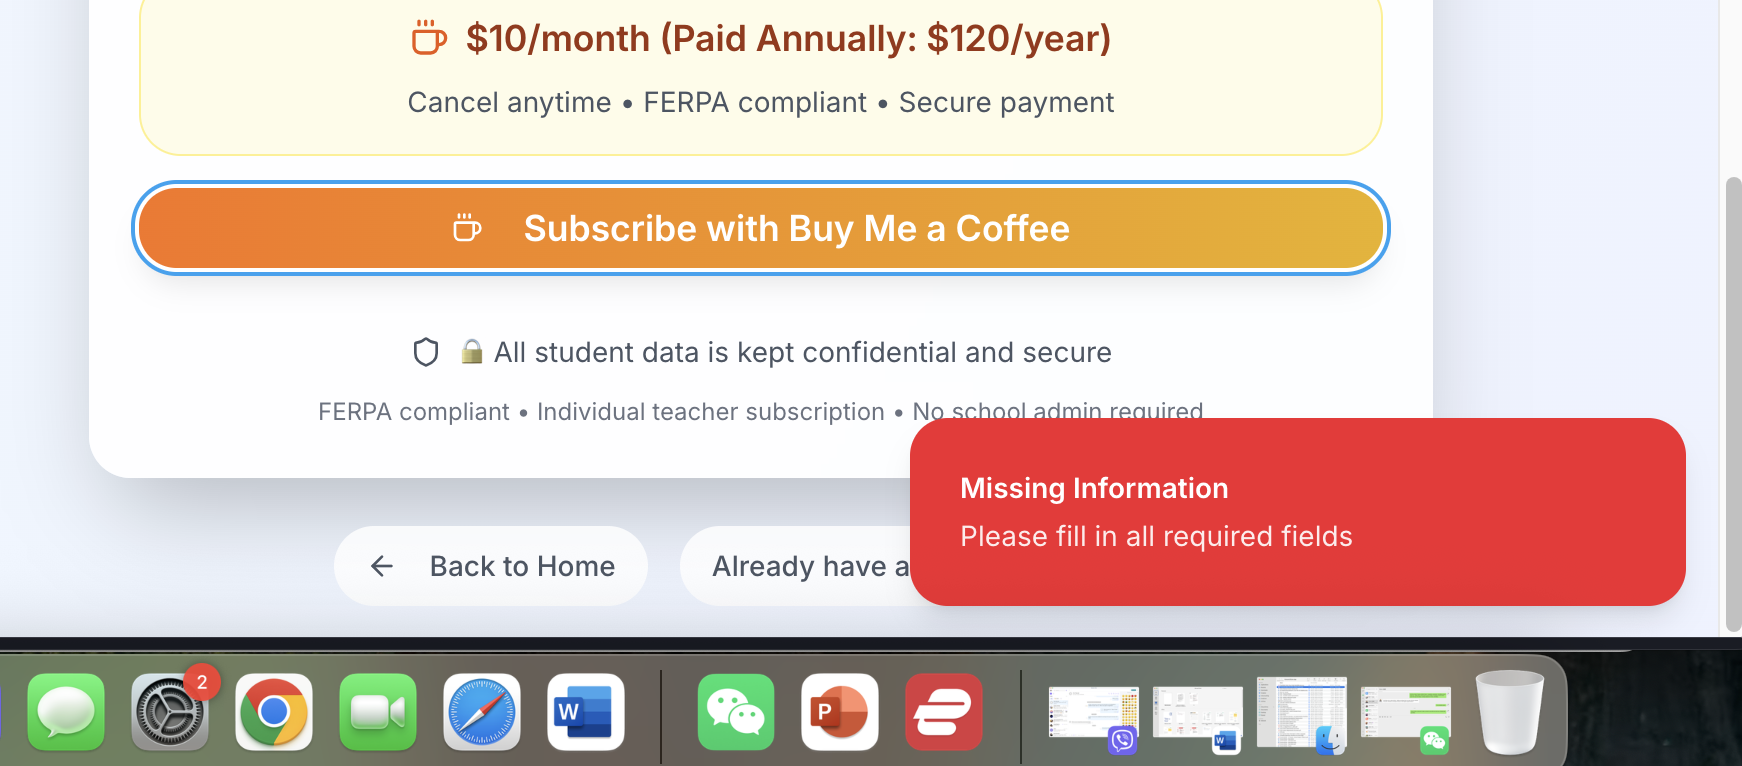 $10/month (Paid Annually: $120/year)
Cancel anytime • FERPA compliant • Secure payment
Subscribe with Buy Me a Coffee
All student data is kept confidential and secure
FERPA compliant • Individual teacher subscription • No school admin required
Missing Information
Please fill in all required fields
Back to Home
Already have a
2
W
P
W